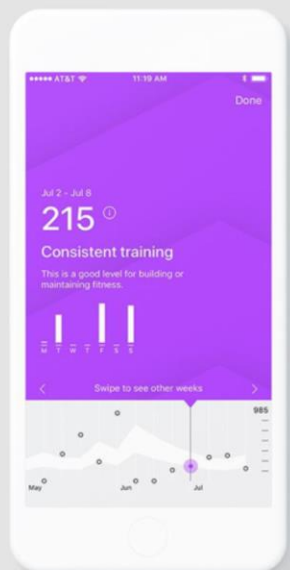 AT&T 11:19 AM
Done
Jul 2 - Jul 8
215
Consistent training
This is a good level for building or
maintaining fitness.
M T W T F S S
Swipe to see other weeks
985
May Jun Jul